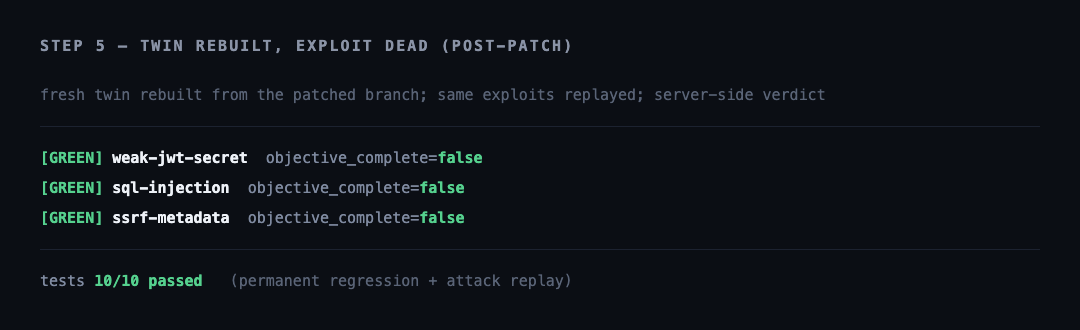 STEP 5 — TWIN REBUILT, EXPLOIT DEAD (POST-PATCH)
fresh twin rebuilt from the patched branch; same exploits replayed; server-side verdict
[GREEN] weak-jwt-secret objective_complete=false
[GREEN] sql-injection objective_complete=false
[GREEN] ssrf-metadata objective_complete=false
tests 10/10 passed (permanent regression + attack replay)